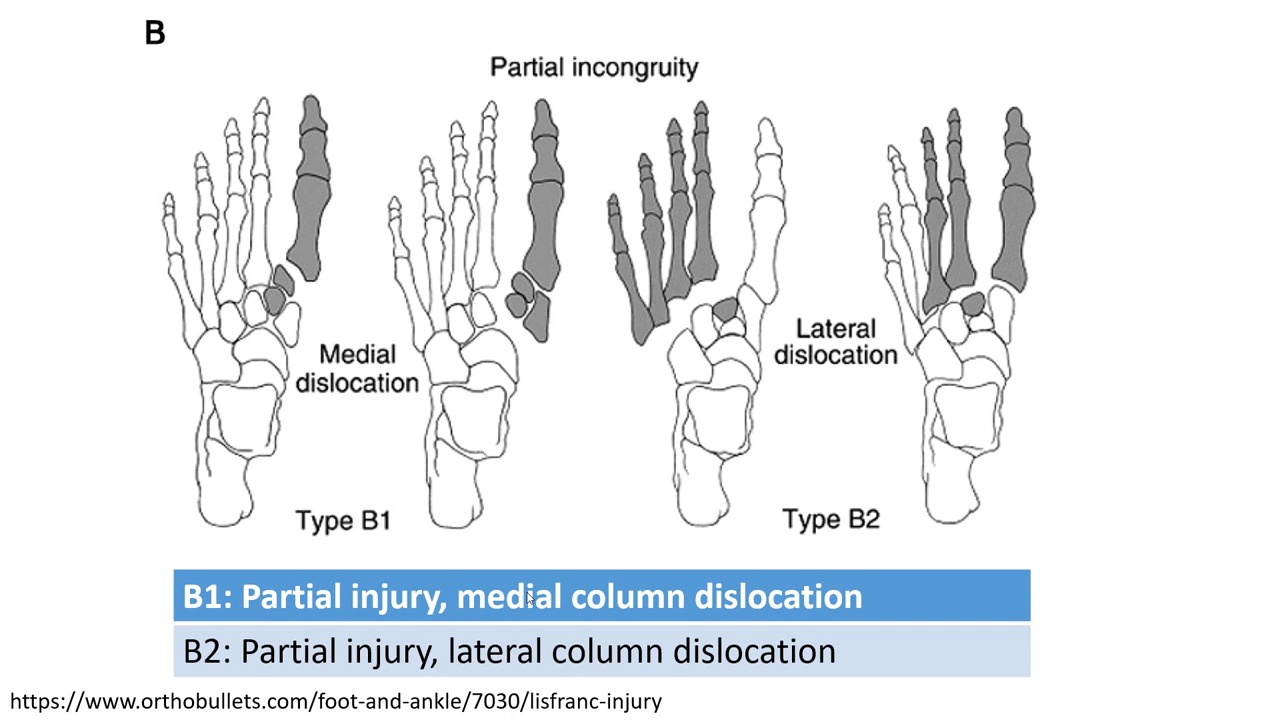 B
Partial incongruity
Medial
dislocation
Lateral
dislocation
Type B1
Type B2
B1: Partial injury, medial column dislocation
B2: Partial injury, lateral column dislocation
https://www.orthobullets.com/foot-and-ankle/7030/lisfranc-injury